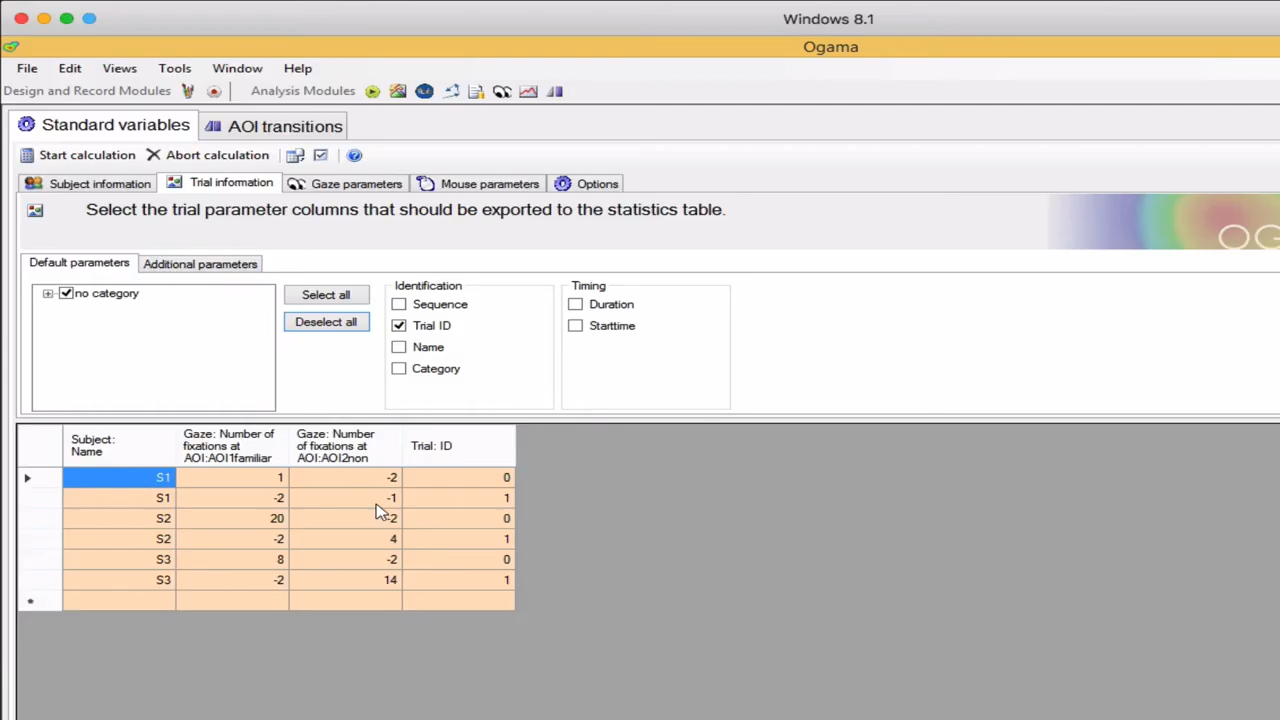 Windows 8.1
Ogama
File Edit Views Tools Window Help
Design and Record Modules Analysis Modules
Standard variables AOI transitions
Start calculation Abort calculation
Subject information Trial information Gaze parameters Mouse parameters Options
Select the trial parameter columns that should be exported to the statistics table.
Default parameters Additional parameters
no category
Select all
Deselect all
Identification
Sequence
Trial ID
Name
Category
Timing
Duration
Starttime
Subject: Name Gaze: Number of fixations at AOI:AOI1familiar Gaze: Number of fixations at AOI:AOI2non Trial: ID
S1 1 -2 0
S1 -2 -1 1
S2 20 -2 0
S2 -2 4 1
S3 8 -2 0
S3 -2 14 1